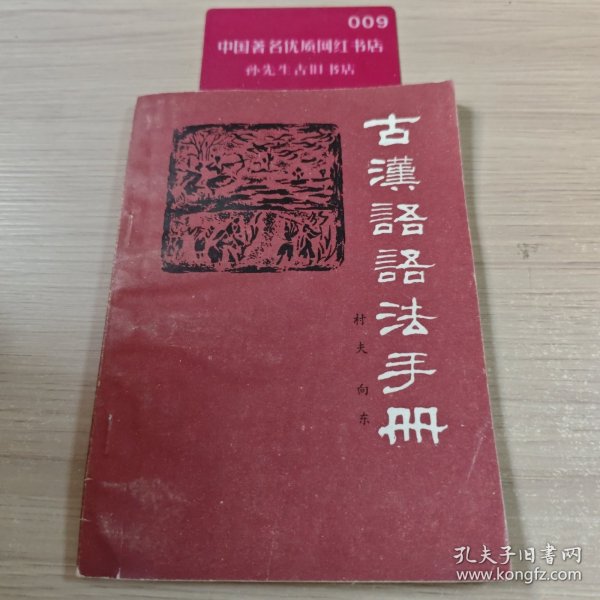 009
中国著名优质网红书店
孙先生古旧书店
古漢語語法手册
村夫 向东
孔夫子旧书网
www.kongfz.com